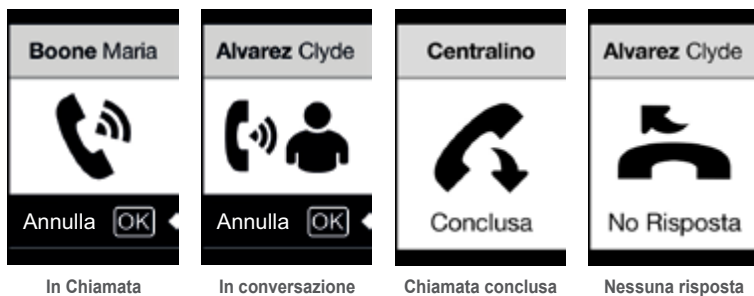 Boone Maria
Alvarez Clyde
Centralino
Alvarez Clyde
Annulla OK
Annulla OK
Conclusa
No Risposta
In Chiamata
In conversazione
Chiamata conclusa
Nessuna risposta